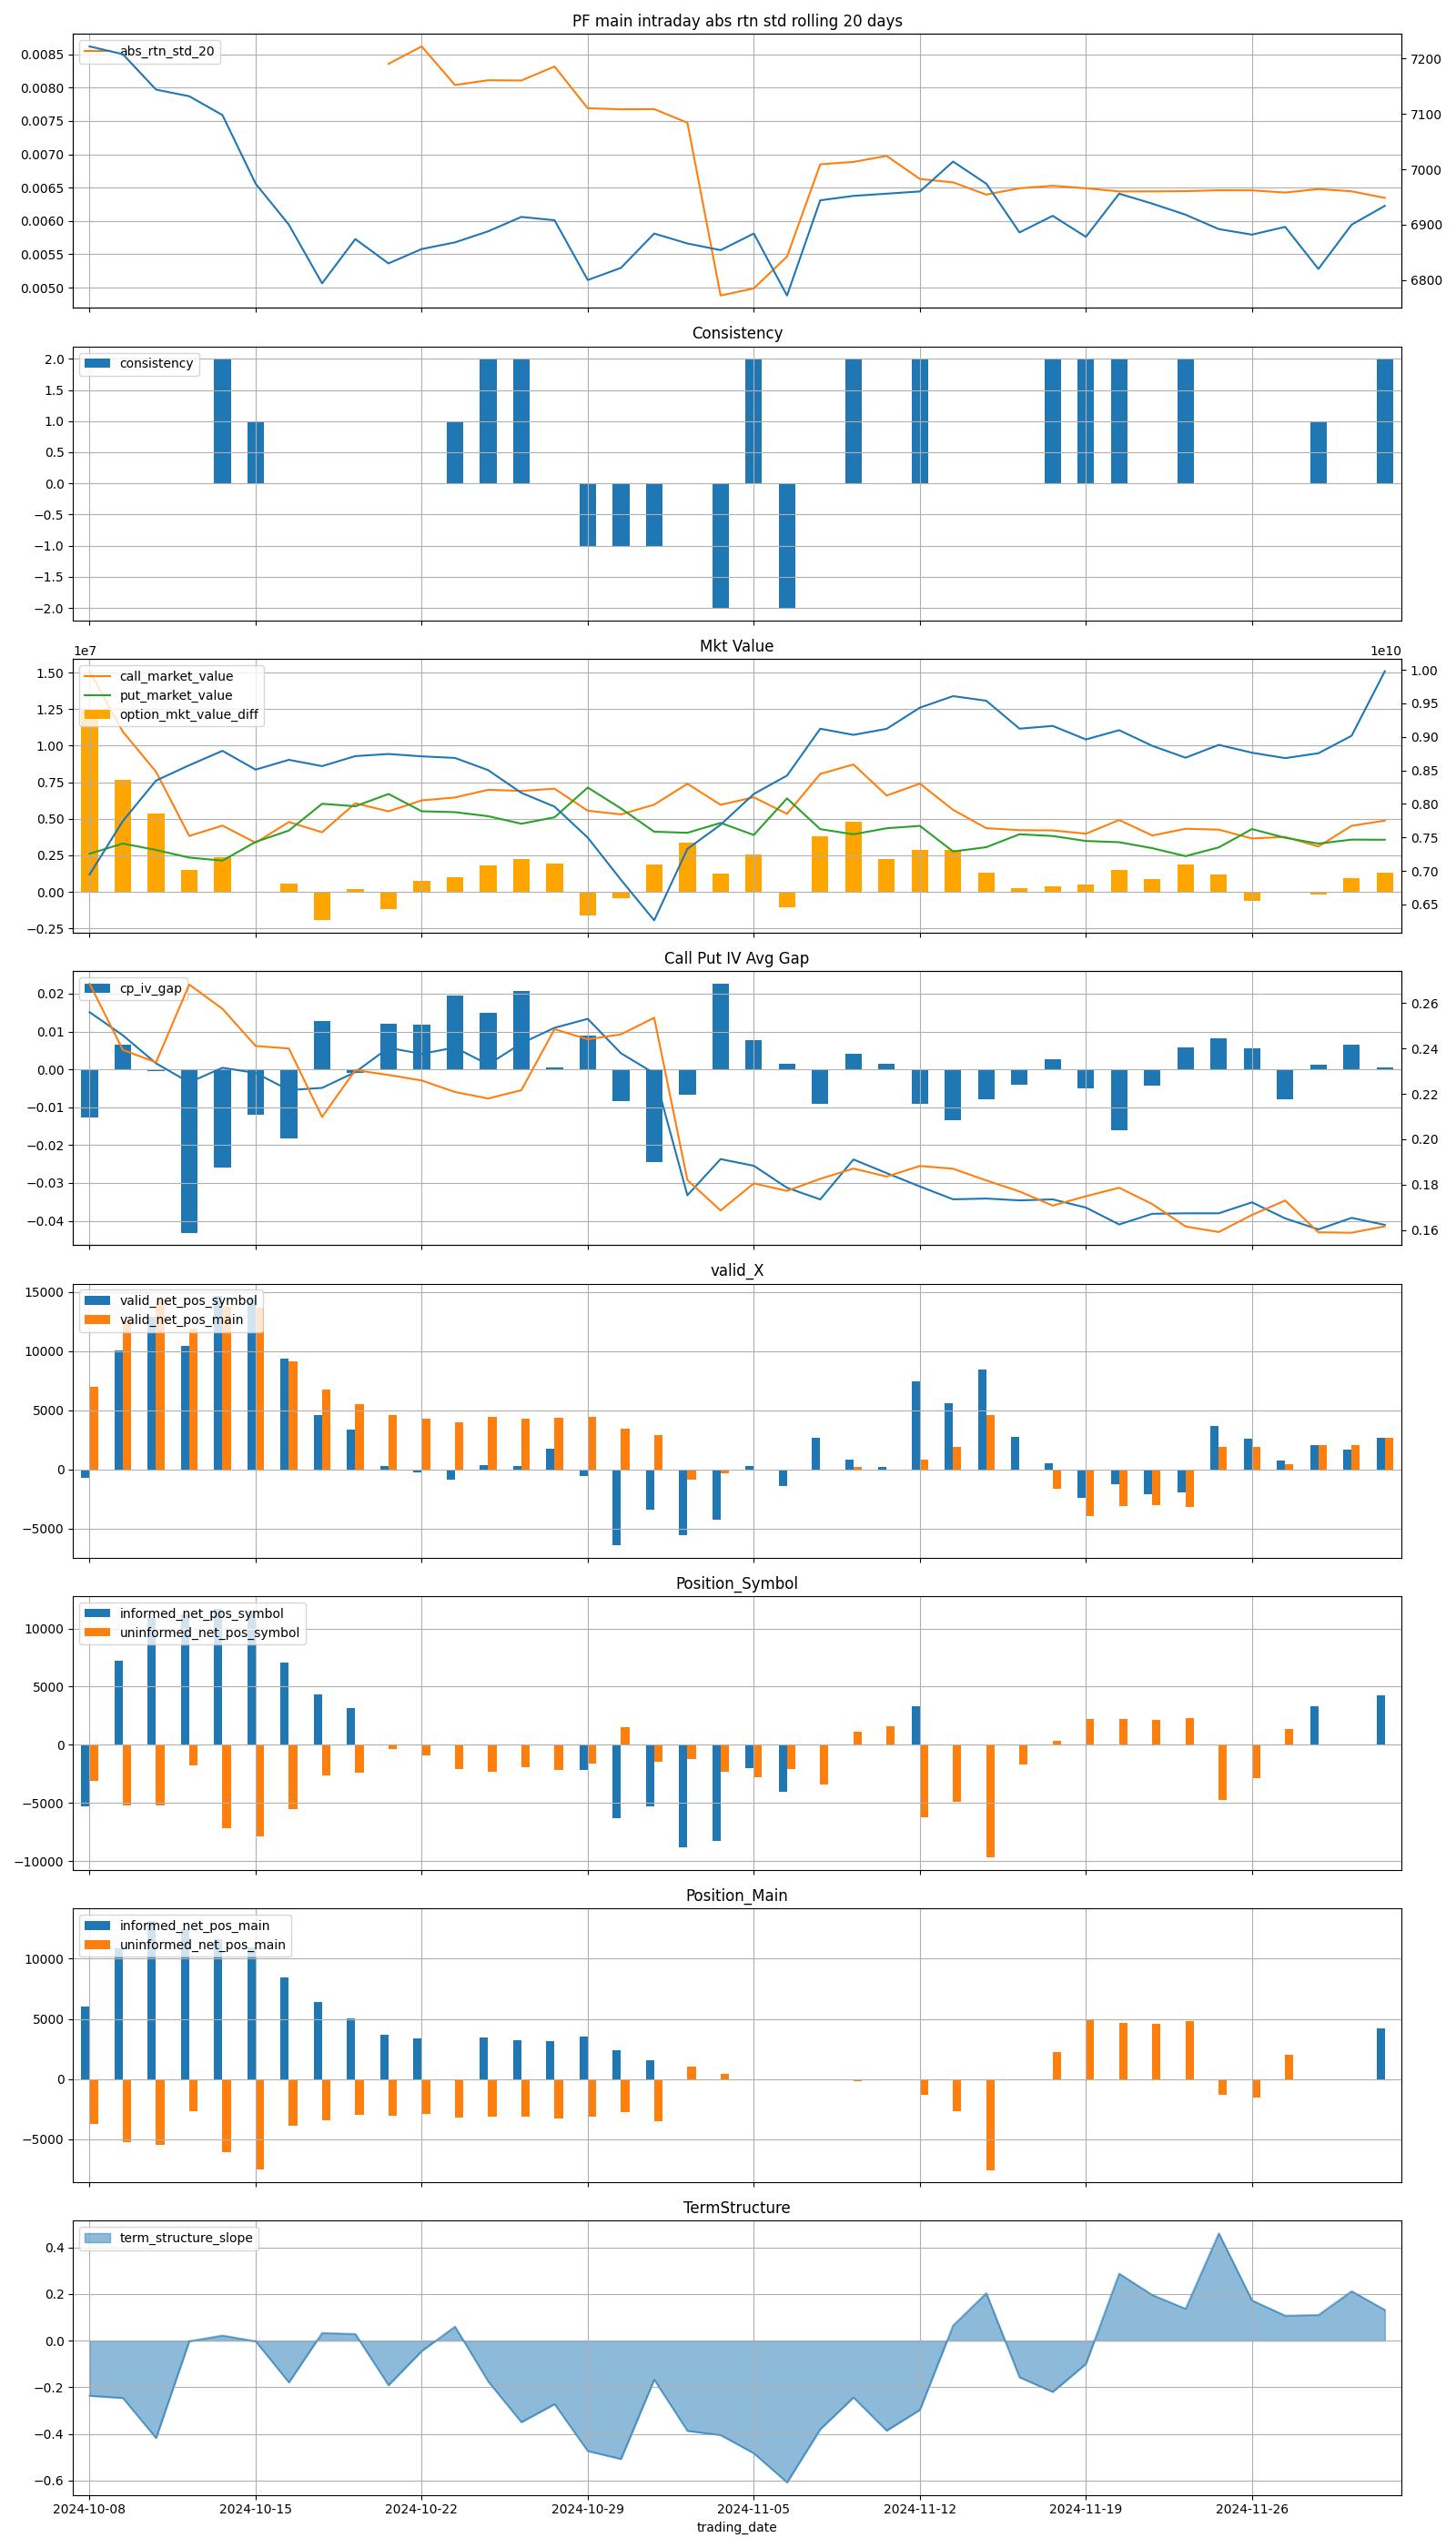 PF main intraday abs rtn std rolling 20 days
abs_rtn_std_20
0.0085
0.0080
0.0075
0.0070
0.0065
0.0060
0.0055
0.0050
7200
7100
7000
6900
6800
Consistency
consistency
2.0
1.5
1.0
0.5
0.0
−0.5
−1.0
−1.5
−2.0
Mkt Value
1e7
1e10
call_market_value
put_market_value
option_mkt_value_diff
1.50
1.25
1.00
0.75
0.50
0.25
0.00
−0.25
1.00
0.95
0.90
0.85
0.80
0.75
0.70
0.65
Call Put IV Avg Gap
cp_iv_gap
0.02
0.01
0.00
−0.01
−0.02
−0.03
−0.04
0.26
0.24
0.22
0.20
0.18
0.16
valid_X
valid_net_pos_symbol
valid_net_pos_main
15000
10000
5000
0
−5000
Position_Symbol
informed_net_pos_symbol
uninformed_net_pos_symbol
10000
5000
0
−5000
−10000
Position_Main
informed_net_pos_main
uninformed_net_pos_main
10000
5000
0
−5000
TermStructure
term_structure_slope
0.4
0.2
0.0
−0.2
−0.4
−0.6
2024-10-08 2024-10-15 2024-10-22 2024-10-29 2024-11-05 2024-11-12 2024-11-19 2024-11-26
trading_date